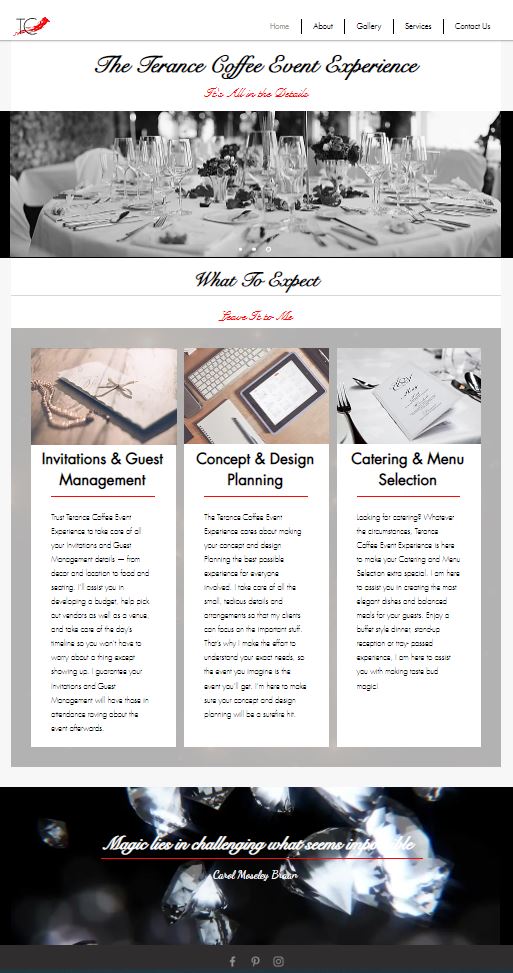 TC
Home
About
Gallery
Services
Contact Us
The Terance Coffee Event Experience
It's All in the Details
What To Expect
Leave It to Me
Invitations & Guest
Management
Trust Terance Coffee Event
Experience to take care of all
your Invitations and Guest
Management details — from
decor and location to food and
seating. I'll assist you in
developing a budget, help pick
out vendors as well as a venue,
and take care of the day's
timeline so you won't have to
worry about a thing except
showing up. I guarantee your
Invitations and Guest
Management will have those in
attendance raving about the
event afterwards.
Concept & Design
Planning
The Terance Coffee Event
Experience cares about making
your concept and design
Planning the best possible
experience for everyone
involved. I take care of all the
small, tedious details and
arrangements so that my clients
can focus on the important stuff.
That's why I make the effort to
understand your exact needs, so
the event you imagine is the
event you'll get. I'm here to make
sure your concept and design
planning will be a surefire hit.
Menu
Catering & Menu
Selection
Looking for catering? Whatever
the circumstances, Terance
Coffee Event Experience is here
to make your Catering and Menu
Selection extra special. I am here
to assist you in creating the most
elegant dishes and balanced
meals for your guests. Enjoy a
buffet style dinner, stand-up
reception or tray- passed
experience, I am here to assist
you with making taste bud
magic!
Magic lies in challenging what seems impossible
Carol Moseley Braun